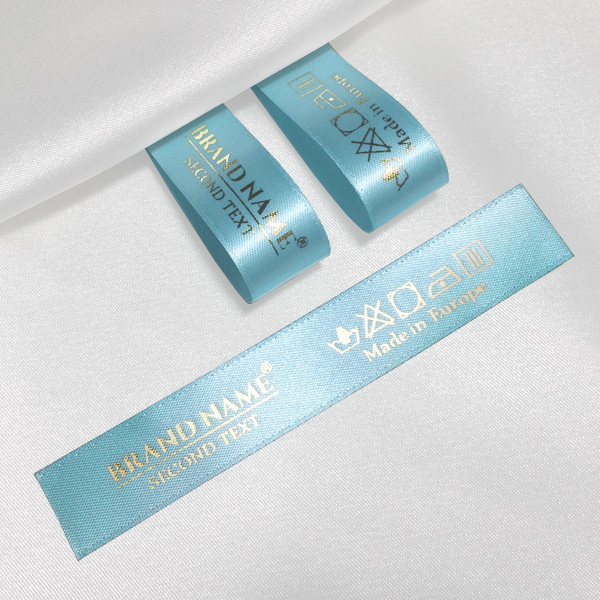 BRAND NAME®
SECOND TEXT
Made in Europe
BRAND NAME®
SECOND TEXT
Made in Europe